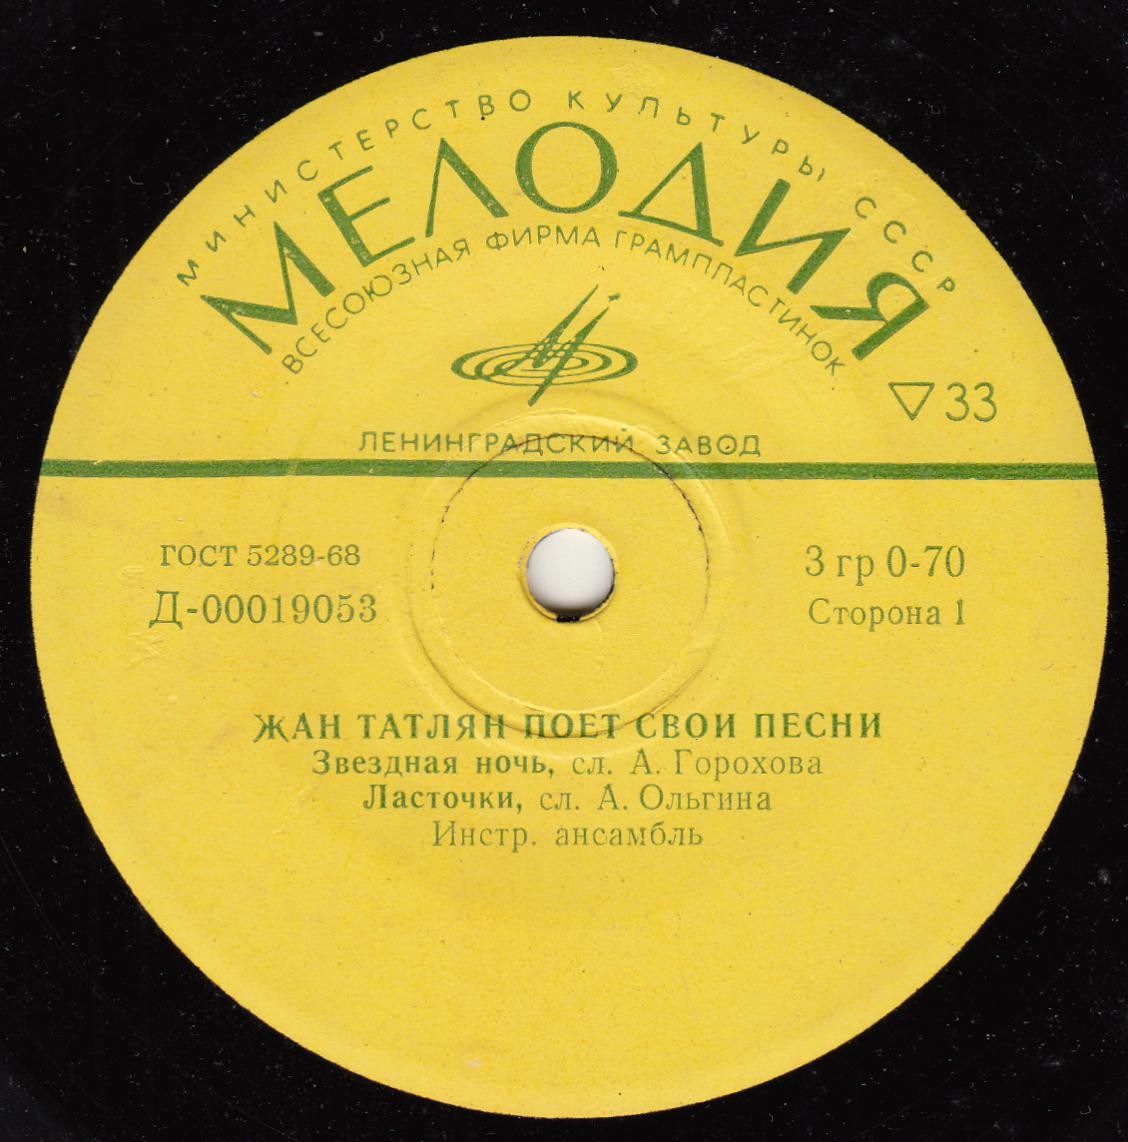 МИНИСТЕРСТВО КУЛЬТУРЫ СССР
МЕЛОДИЯ
ВСЕСОЮЗНАЯ ФИРМА ГРАМПЛАСТИНОК
▽33
ЛЕНИНГРАДСКИЙ ЗАВОД
ГОСТ 5289-68
Д-00019053
3 гр 0-70
Сторона 1
ЖАН ТАТЛЯН ПОЕТ СВОИ ПЕСНИ
Звездная ночь, сл. А. Горохова
Ласточки, сл. А. Ольгина
Инстр. ансамбль